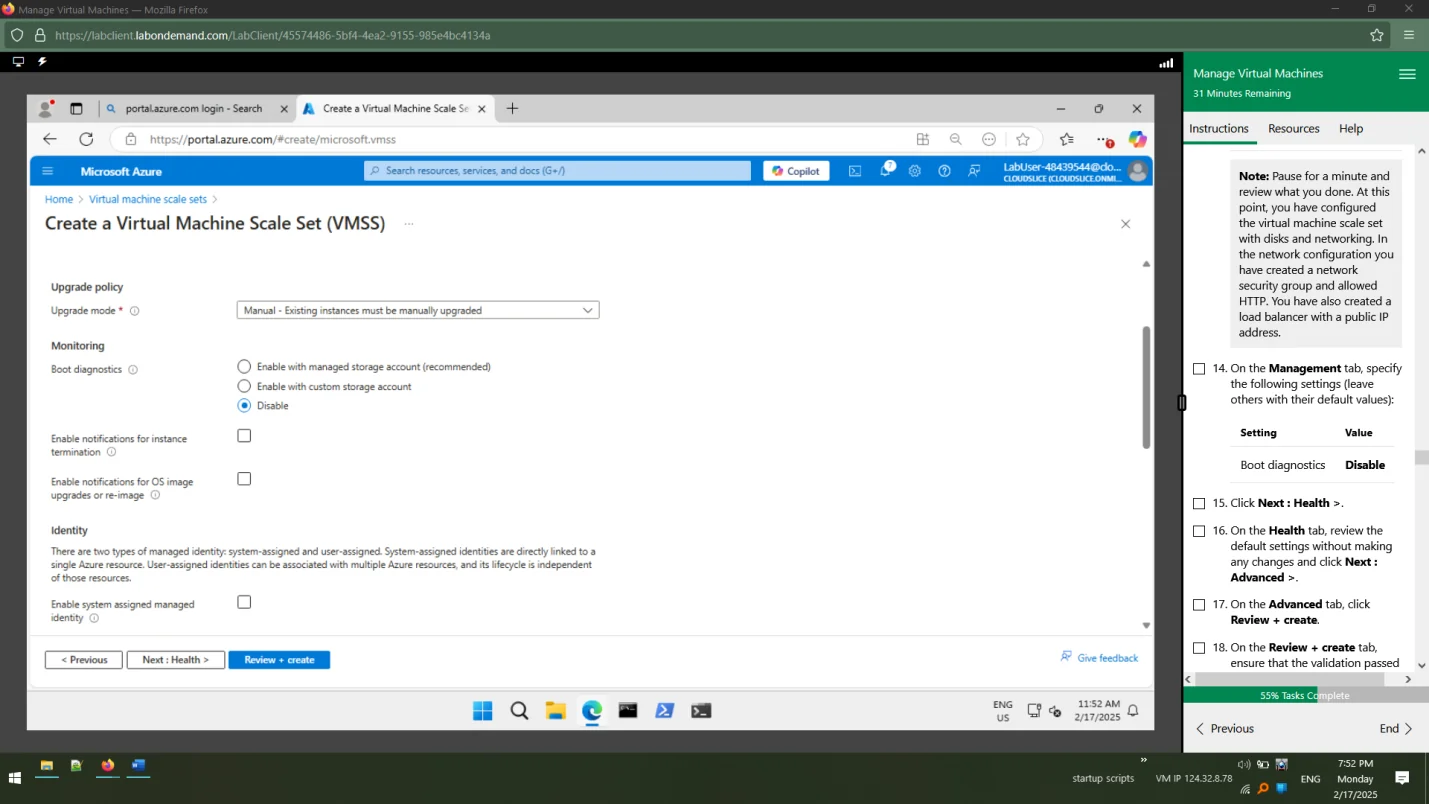 Manage Virtual Machines — Mozilla Firefox
https://labclient.labondemand.com/LabClient/45574486-5bf4-4ea2-9155-985e4bc4134a
portal.azure.com login - Search
Create a Virtual Machine Scale Se
https://portal.azure.com/#create/microsoft.vmss
Microsoft Azure
Search resources, services, and docs (G+/)
Copilot
7
LabUser-48439544@clo...
CLOUDSLICE (CLOUDSLICE.ONMI...
Home > Virtual machine scale sets >
Create a Virtual Machine Scale Set (VMSS) ...
Upgrade policy
Upgrade mode *
Manual - Existing instances must be manually upgraded
Monitoring
Boot diagnostics
Enable with managed storage account (recommended)
Enable with custom storage account
Disable
Enable notifications for instance
termination
Enable notifications for OS image
upgrades or re-image
Identity
There are two types of managed identity: system-assigned and user-assigned. System-assigned identities are directly linked to a
single Azure resource. User-assigned identities can be associated with multiple Azure resources, and its lifecycle is independent
of those resources.
Enable system assigned managed
identity
< Previous
Next : Health >
Review + create
Give feedback
ENG
US
11:52 AM
2/17/2025
Manage Virtual Machines
31 Minutes Remaining
Instructions
Resources
Help
Note: Pause for a minute and
review what you done. At this
point, you have configured
the virtual machine scale set
with disks and networking. In
the network configuration you
have created a network
security group and allowed
HTTP. You have also created a
load balancer with a public IP
address.
14. On the Management tab, specify
the following settings (leave
others with their default values):
Setting Value
Boot diagnostics Disable
15. Click Next : Health >.
16. On the Health tab, review the
default settings without making
any changes and click Next :
Advanced >.
17. On the Advanced tab, click
Review + create.
18. On the Review + create tab,
ensure that the validation passed
55% Tasks Complete
Previous
End
startup scripts
VM IP 124.32.8.78
ENG
7:52 PM
Monday
2/17/2025